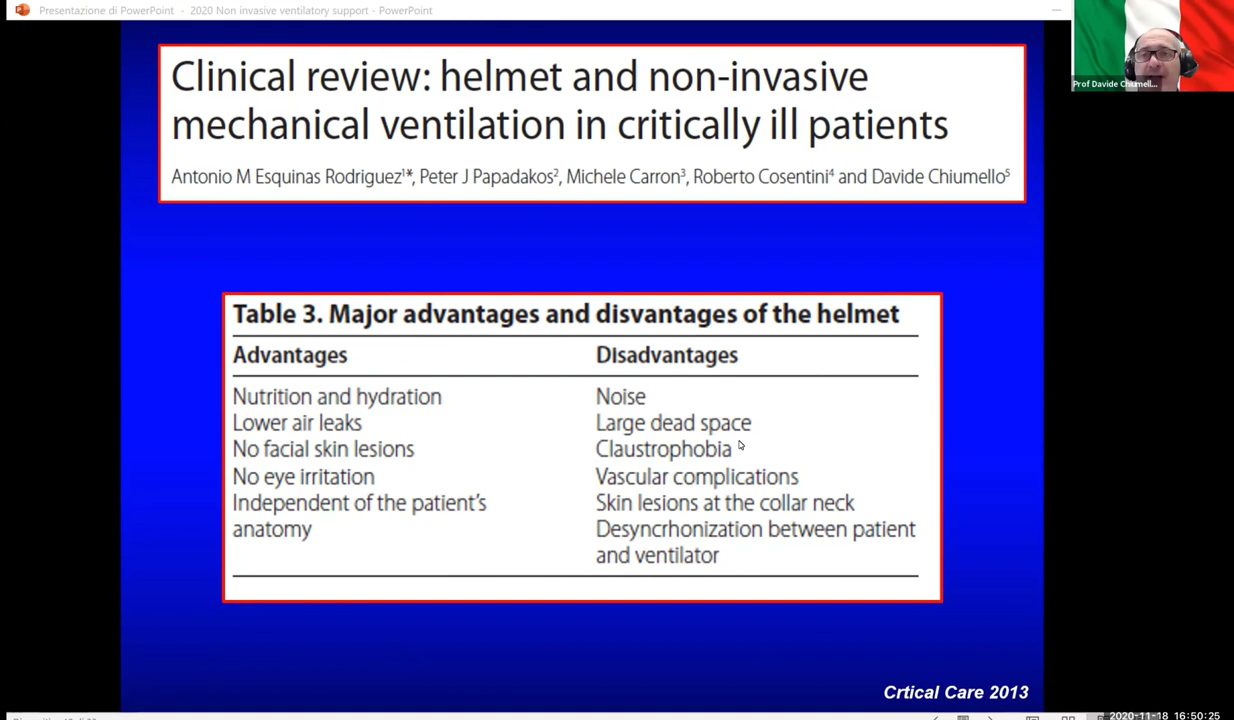 Presentazione di PowerPoint - 2020 Non invasive ventilatory support - PowerPoint
Prof Davide Chiumell...
Clinical review: helmet and non-invasive
mechanical ventilation in critically ill patients
Antonio M Esquinas Rodriguez1*, Peter J Papadakos2, Michele Carron3, Roberto Cosentini4 and Davide Chiumello5
Table 3. Major advantages and disvantages of the helmet
Advantages Disadvantages
Nutrition and hydration Noise
Lower air leaks Large dead space
No facial skin lesions Claustrophobia
No eye irritation Vascular complications
Independent of the patient's Skin lesions at the collar neck
anatomy Desyncrhonization between patient
and ventilator
Crtical Care 2013
2020-11-18 16:50:25